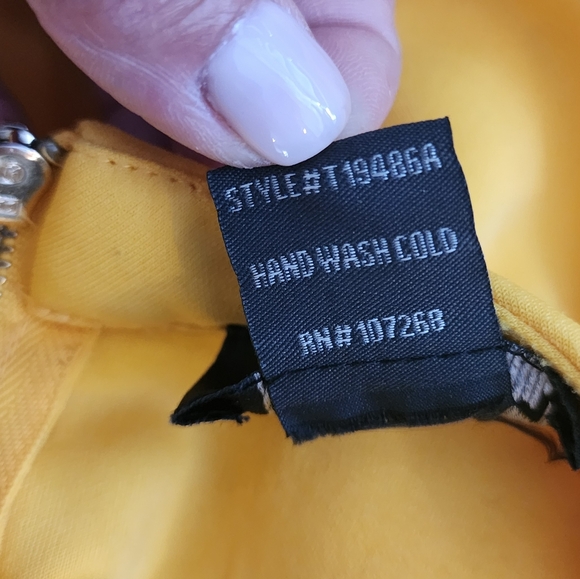 STYLE#T19486A
HAND WASH COLD
RN#107268